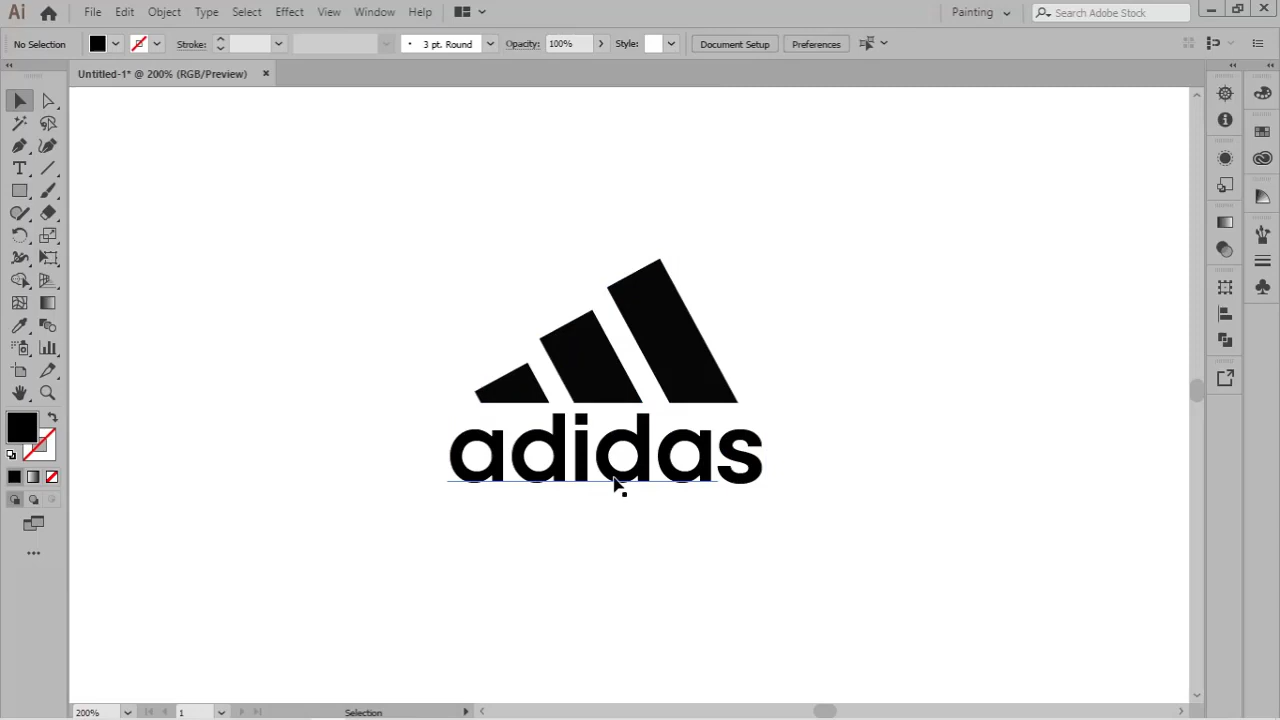 Ai File Edit Object Type Select Effect View Window Help Painting Search Adobe Stock
No Selection Stroke: 3 pt. Round Opacity: 100% Style: Document Setup Preferences
Untitled-1* @ 200% (RGB/Preview)
adidas
200% 1 Selection